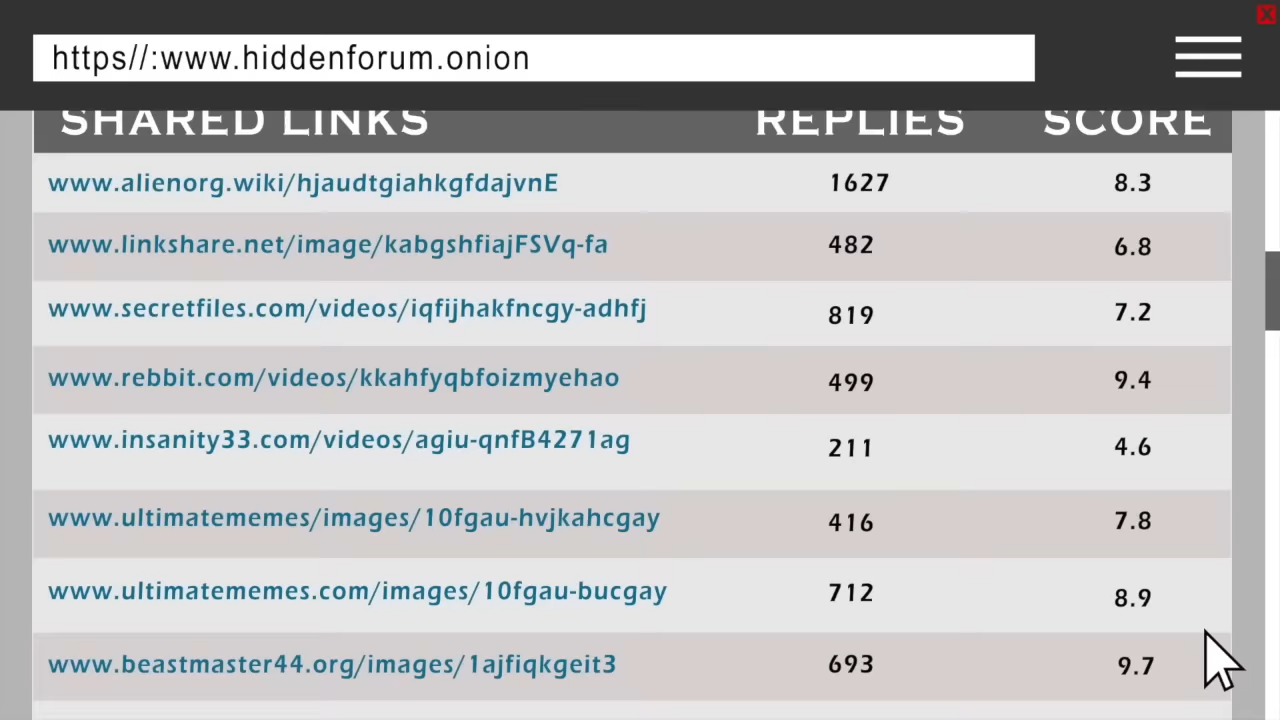 https//:www.hiddenforum.onion
SHARED LINKS REPLIES SCORE
www.alienorg.wiki/hjaudtgiahkgfdajvnE 1627 8.3
www.linkshare.net/image/kabgshfiajFSVq-fa 482 6.8
www.secretfiles.com/videos/iqfijhakfncgy-adhfj 819 7.2
www.rebbit.com/videos/kkahfyqbfoizmyehao 499 9.4
www.insanity33.com/videos/agiu-qnfB4271ag 211 4.6
www.ultimatememes/images/10fgau-hvjkahcgay 416 7.8
www.ultimatememes.com/images/10fgau-bucgay 712 8.9
www.beastmaster44.org/images/1ajfiqkgeit3 693 9.7